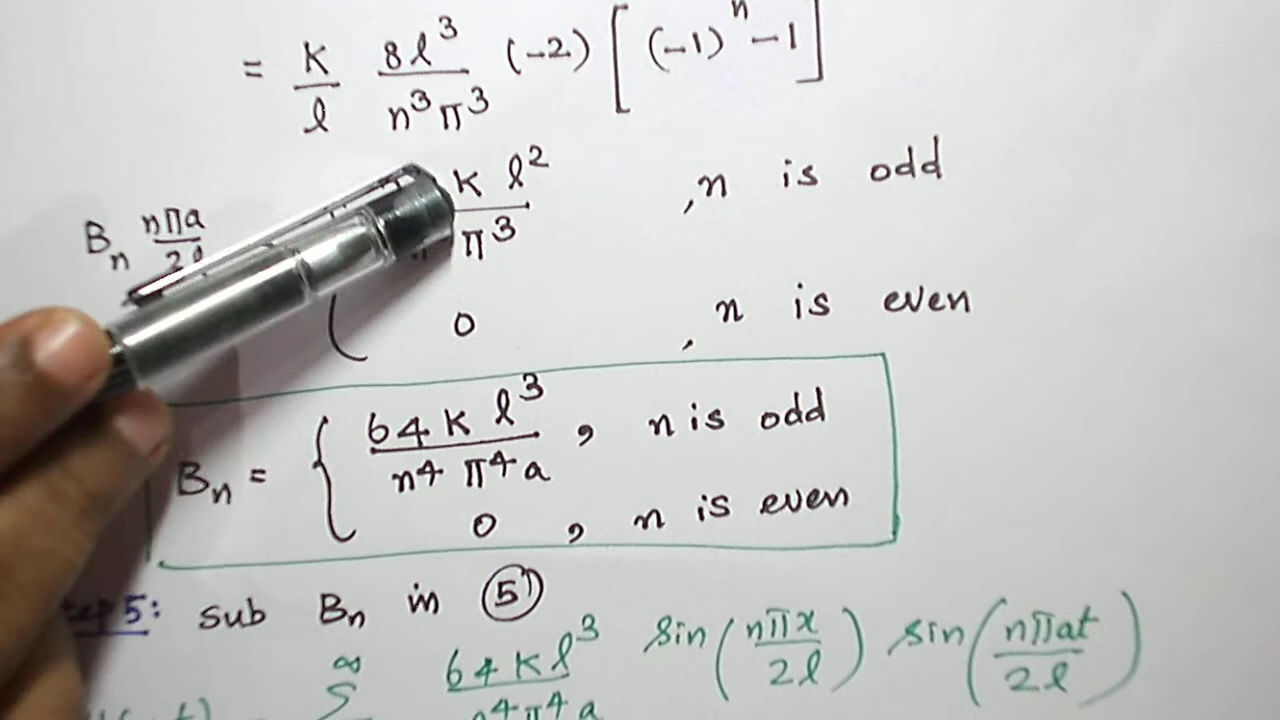 = K/l 8l³/n³π³ (-2) [(-1)ⁿ - 1]
Bₙ nπa/2l
k l²/π³ , n is odd
0 , n is even
Bₙ = { 64 k l³/n⁴ π⁴ a , n is odd
0 , n is even
5: sub Bₙ in ⑤
∞ 64 k l³/n⁴π⁴a sin(nπx/2l) sin(nπat/2l)